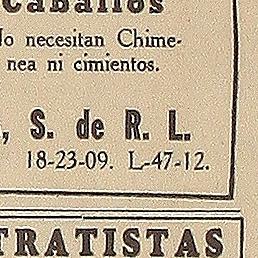 Caballos
No necesitan Chime-
nea ni cimientos.
, S. de R. L.
18-23-09. L-47-12.
TRATISTAS